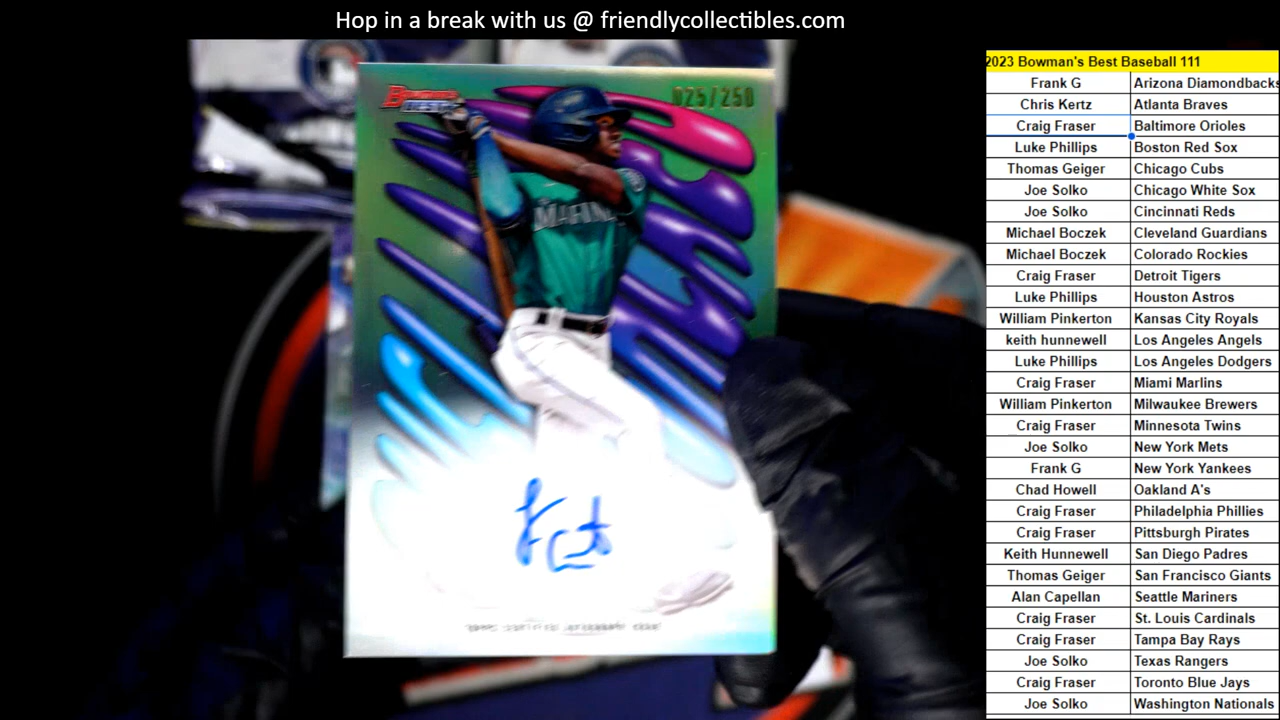 Hop in a break with us @ friendlycollectibles.com
2023 Bowman's Best Baseball 111
Frank G Arizona Diamondbacks
Chris Kertz Atlanta Braves
Craig Fraser Baltimore Orioles
Luke Phillips Boston Red Sox
Thomas Geiger Chicago Cubs
Joe Solko Chicago White Sox
Joe Solko Cincinnati Reds
Michael Boczek Cleveland Guardians
Michael Boczek Colorado Rockies
Craig Fraser Detroit Tigers
Luke Phillips Houston Astros
William Pinkerton Kansas City Royals
keith hunnewell Los Angeles Angels
Luke Phillips Los Angeles Dodgers
Craig Fraser Miami Marlins
William Pinkerton Milwaukee Brewers
Craig Fraser Minnesota Twins
Joe Solko New York Mets
Frank G New York Yankees
Chad Howell Oakland A's
Craig Fraser Philadelphia Phillies
Craig Fraser Pittsburgh Pirates
Keith Hunnewell San Diego Padres
Thomas Geiger San Francisco Giants
Alan Capellan Seattle Mariners
Craig Fraser St. Louis Cardinals
Craig Fraser Tampa Bay Rays
Joe Solko Texas Rangers
Craig Fraser Toronto Blue Jays
Joe Solko Washington Nationals
Bowman's
Best
025/250
MARIN